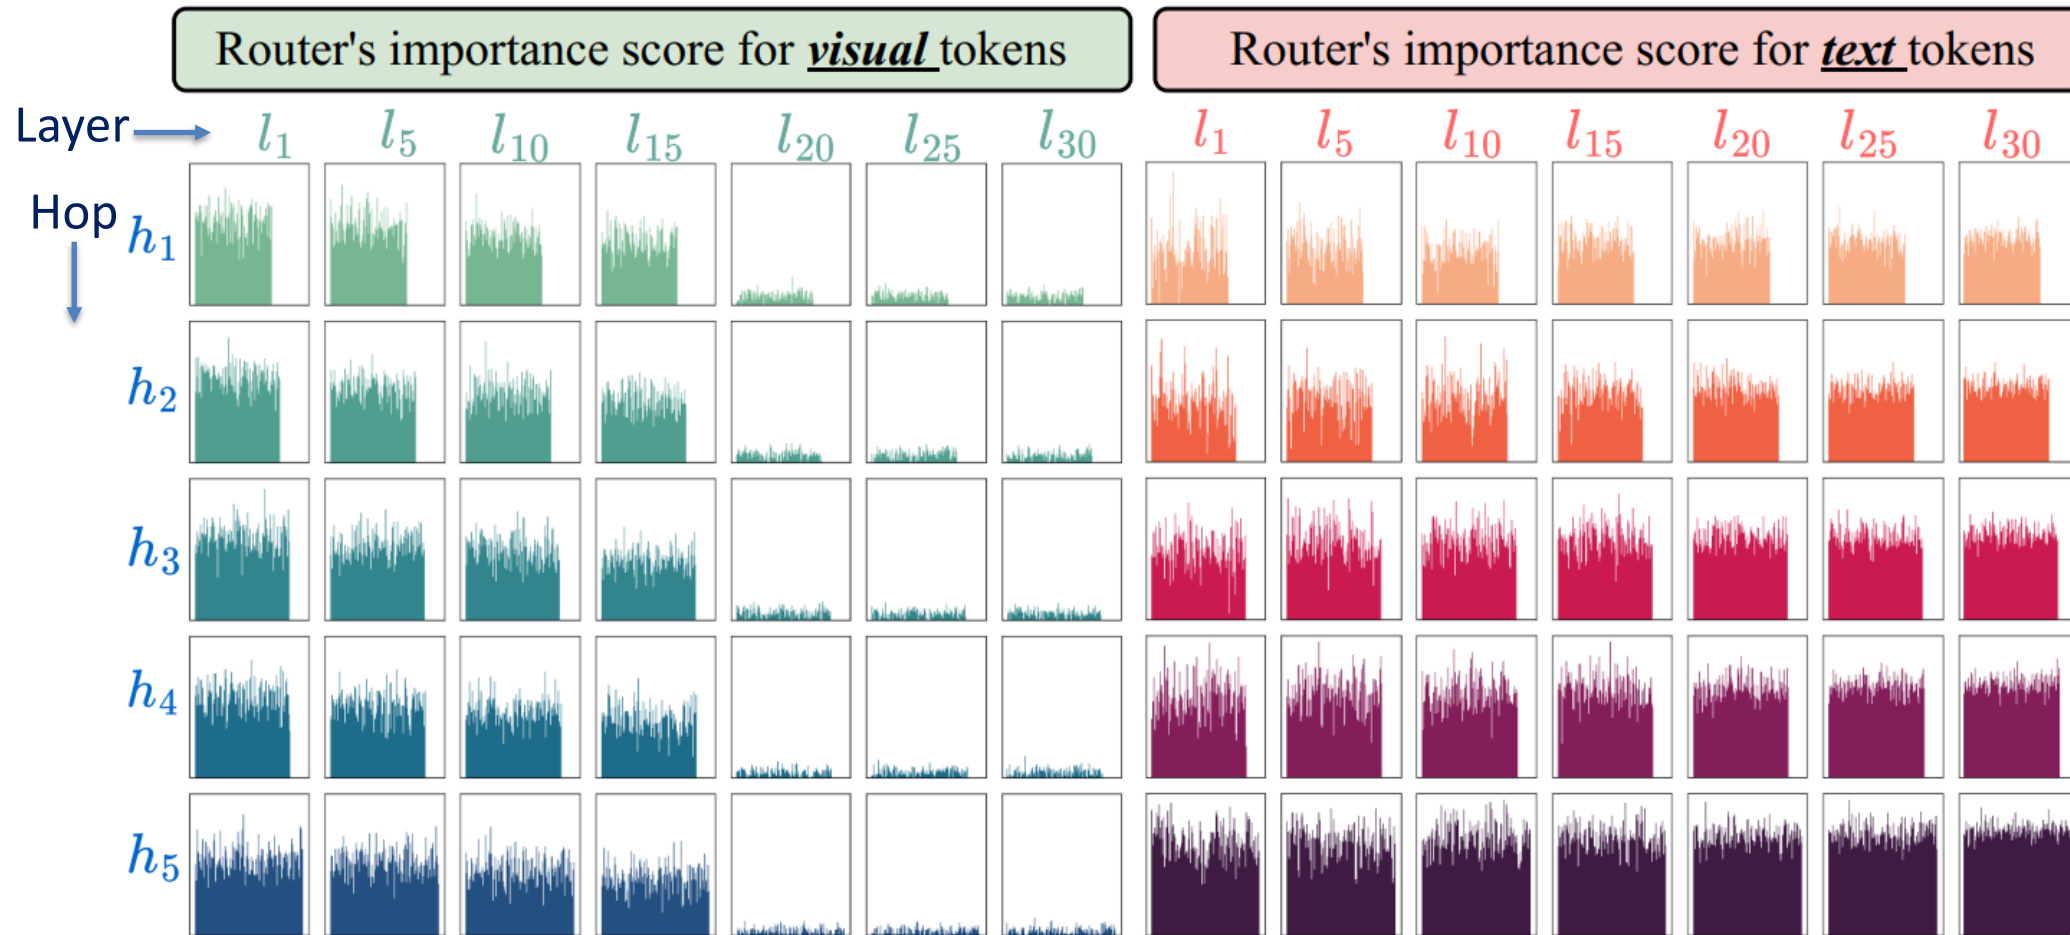 Router's importance score for visual tokens
Router's importance score for text tokens
Layer l1 l5 l10 l15 l20 l25 l30 l1 l5 l10 l15 l20 l25 l30
Hop
h1
h2
h3
h4
h5